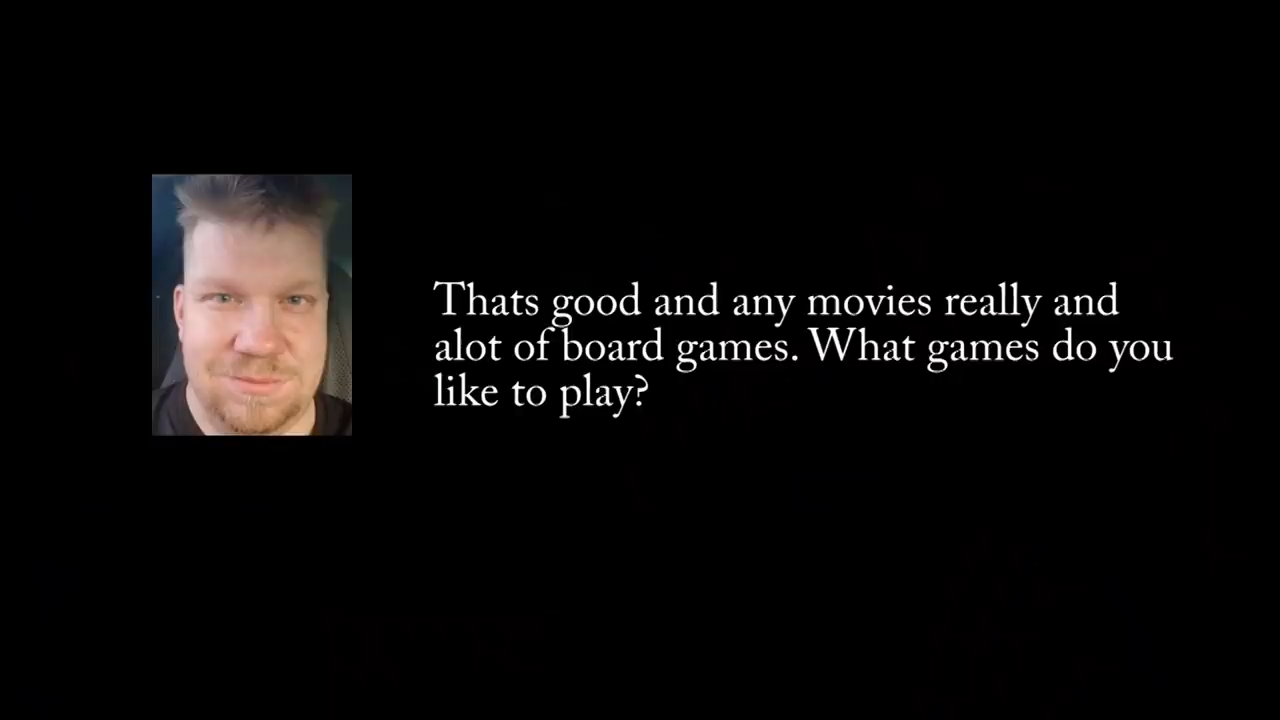 Thats good and any movies really and
alot of board games. What games do you
like to play?